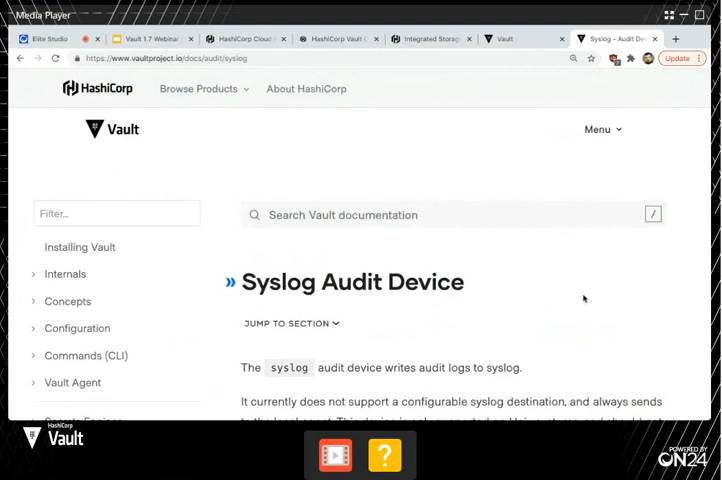 Media Player
Elite Studio
Vault 1.7 Webinar
HashiCorp Cloud
HashiCorp Vault
Integrated Storag
Vault
Syslog - Audit De
https://www.vaultproject.io/docs/audit/syslog
Update
HashiCorp
Browse Products
About HashiCorp
Vault
Menu
Filter...
Search Vault documentation
/
Installing Vault
Internals
» Syslog Audit Device
Concepts
JUMP TO SECTION
Configuration
Commands (CLI)
The syslog audit device writes audit logs to syslog.
Vault Agent
It currently does not support a configurable syslog destination, and always sends
HashiCorp
Vault
?
POWERED BY
ON24